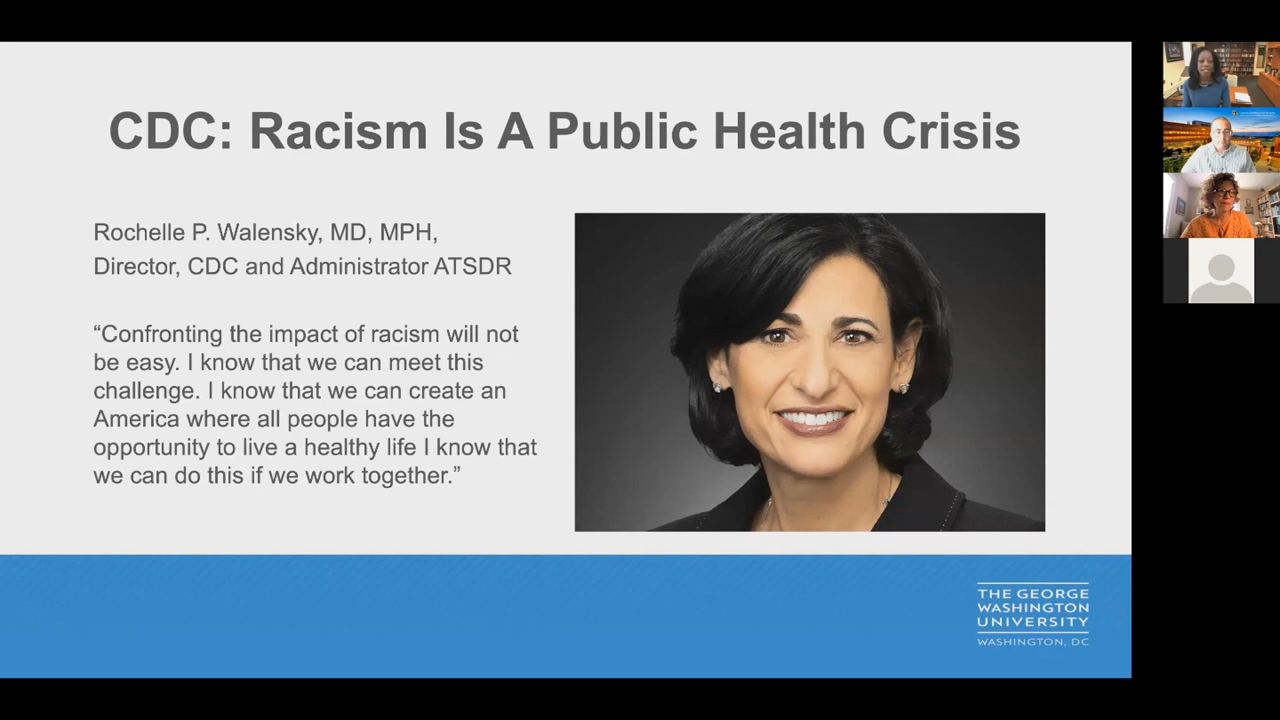 CDC: Racism Is A Public Health Crisis
Rochelle P. Walensky, MD, MPH,
Director, CDC and Administrator ATSDR
“Confronting the impact of racism will not
be easy. I know that we can meet this
challenge. I know that we can create an
America where all people have the
opportunity to live a healthy life I know that
we can do this if we work together.”
THE GEORGE
WASHINGTON
UNIVERSITY
WASHINGTON, DC